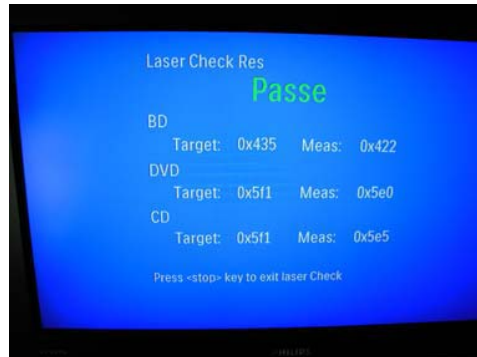 Laser Check Res
Passe
BD
Target: 0x435 Meas: 0x422
DVD
Target: 0x5f1 Meas: 0x5e0
CD
Target: 0x5f1 Meas: 0x5e5
Press <stop> key to exit laser Check